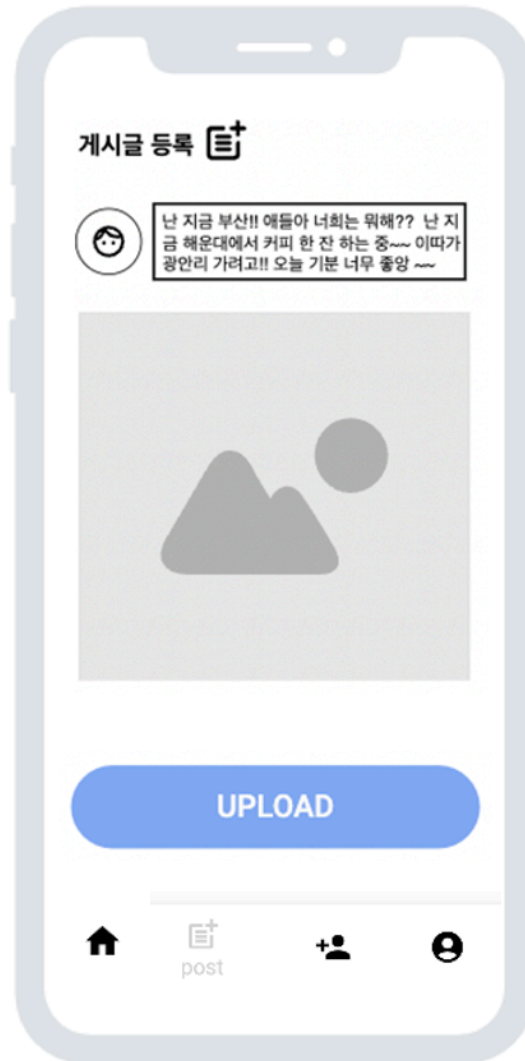 게시글 등록
난 지금 부산!! 애들아 너희는 뭐해?? 난 지
금 해운대에서 커피 한 잔 하는 중~~ 이따가
광안리 가려고!! 오늘 기분 너무 좋앙 ~~
UPLOAD
post